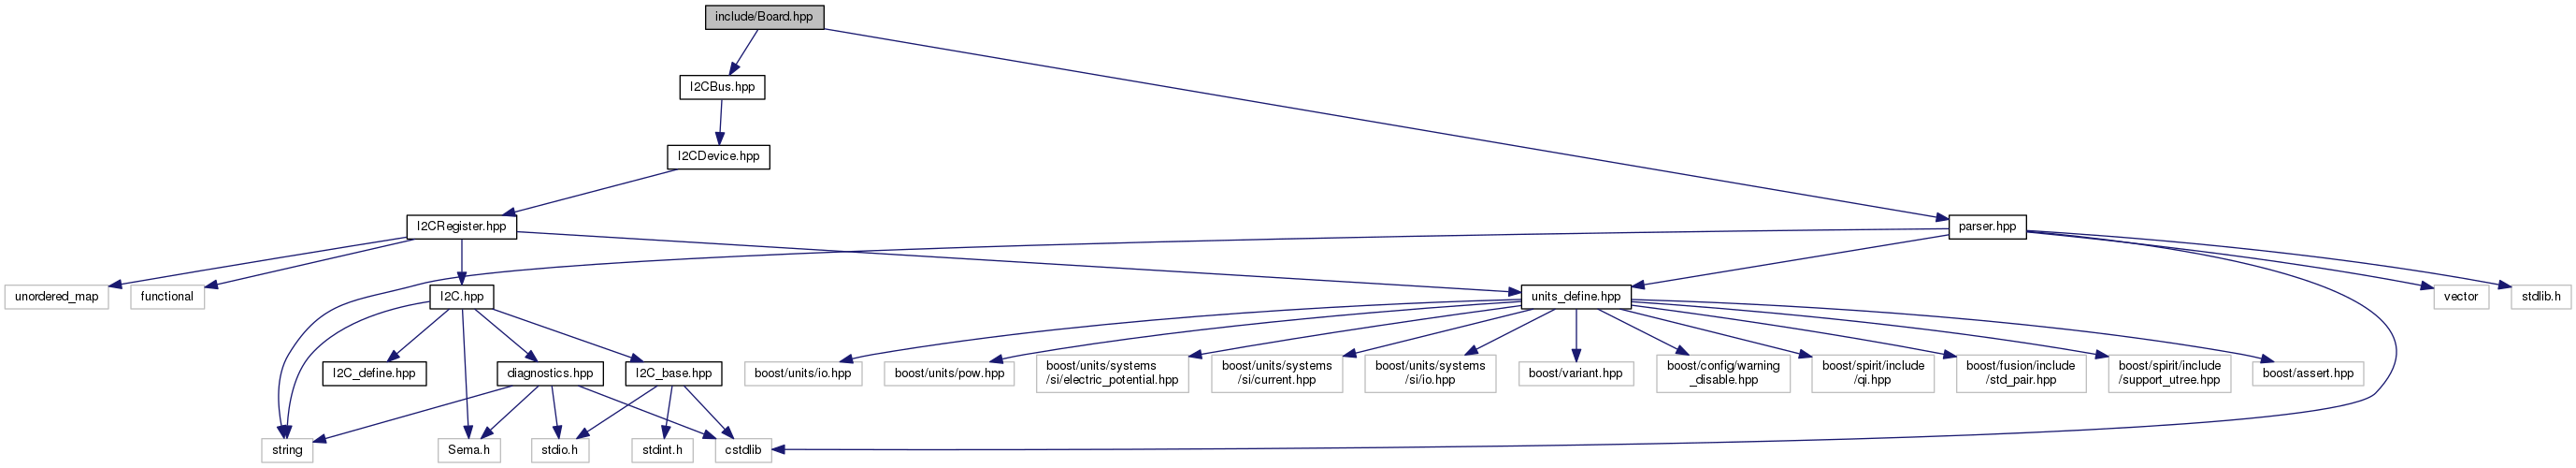 include/Board.hpp
I2CBus.hpp
I2CDevice.hpp
I2CRegister.hpp
parser.hpp
unordered_map
functional
I2C.hpp
units_define.hpp
vector
stdlib.h
I2C_define.hpp
diagnostics.hpp
I2C_base.hpp
boost/units/io.hpp
boost/units/pow.hpp
boost/units/systems
/si/electric_potential.hpp
boost/units/systems
/si/current.hpp
boost/units/systems
/si/io.hpp
boost/variant.hpp
boost/config/warning
_disable.hpp
boost/spirit/include
/qi.hpp
boost/fusion/include
/std_pair.hpp
boost/spirit/include
/support_utree.hpp
boost/assert.hpp
string
Sema.h
stdio.h
stdint.h
cstdlib